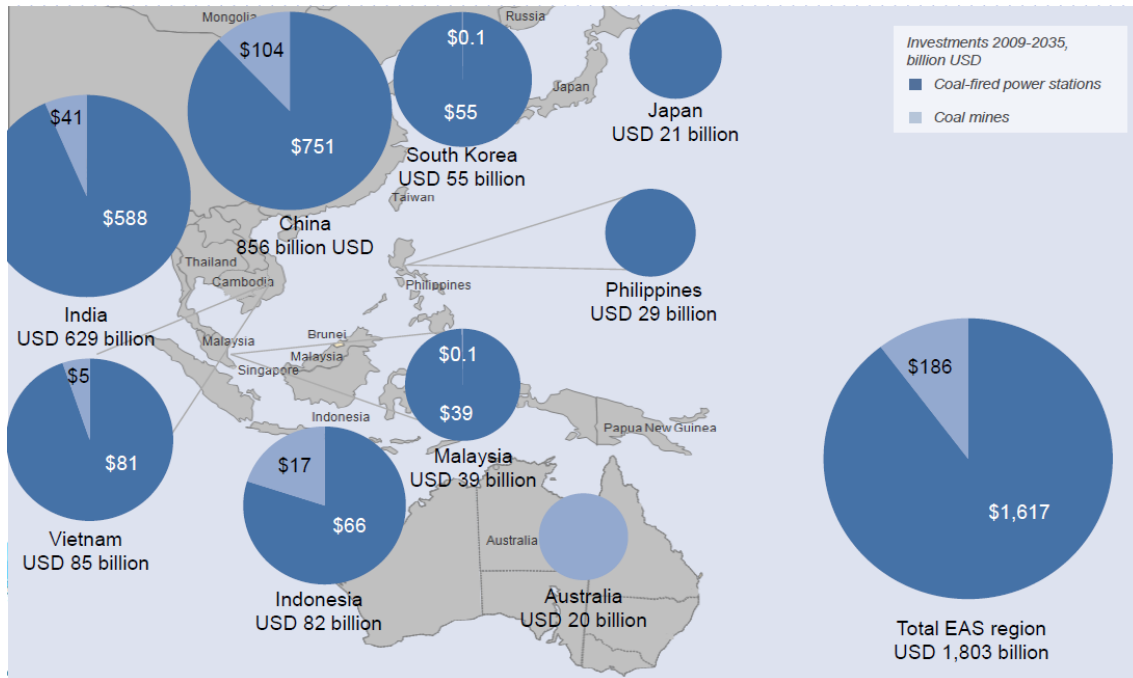 Mongolia
Russia
$104
$751
China
856 billion USD
$0.1
$55
South Korea
USD 55 billion
Japan
Japan
USD 21 billion
Investments 2009-2035,
billion USD
Coal-fired power stations
Coal mines
$41
$588
India
USD 629 billion
Taiwan
Thailand
Cambodia
Philippines
Philippines
USD 29 billion
Malaysia
Brunei
Malaysia
Singapore
Indonesia
$0.1
$39
Malaysia
USD 39 billion
Papua New Guinea
$5
$81
Vietnam
USD 85 billion
$17
$66
Indonesia
USD 82 billion
Australia
Australia
USD 20 billion
$186
$1,617
Total EAS region
USD 1,803 billion